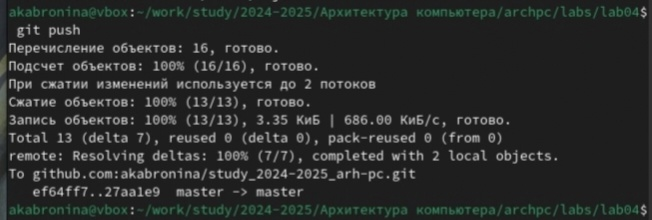 akabronina@vbox:~/work/study/2024-2025/Архитектура компьютера/archpc/labs/lab04$
git push
Перечисление объектов: 16, готово.
Подсчет объектов: 100% (16/16), готово.
При сжатии изменений используется до 2 потоков
Сжатие объектов: 100% (13/13), готово.
Запись объектов: 100% (13/13), 3.35 КиБ | 686.00 КиБ/с, готово.
Total 13 (delta 7), reused 0 (delta 0), pack-reused 0 (from 0)
remote: Resolving deltas: 100% (7/7), completed with 2 local objects.
To github.com:akabronina/study_2024-2025_arh-pc.git
ef64ff7..27aa1e9  master -> master
akabronina@vbox:~/work/study/2024-2025/Архитектура компьютера/archpc/labs/lab04$